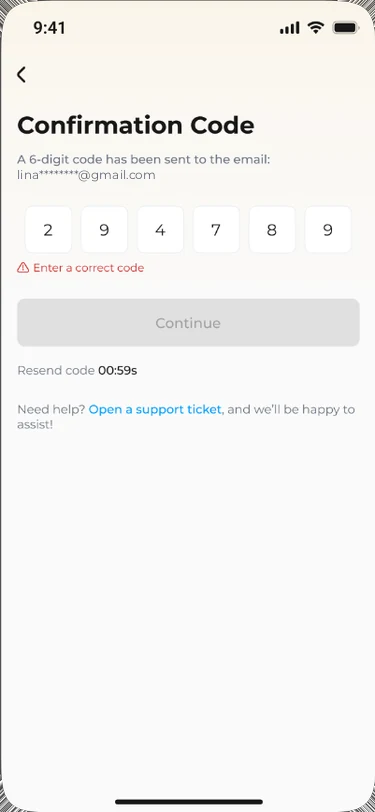 9:41
Confirmation Code
A 6-digit code has been sent to the email:
lina********@gmail.com
2 9 4 7 8 9
Enter a correct code
Continue
Resend code 00:59s
Need help? Open a support ticket, and we'll be happy to
assist!